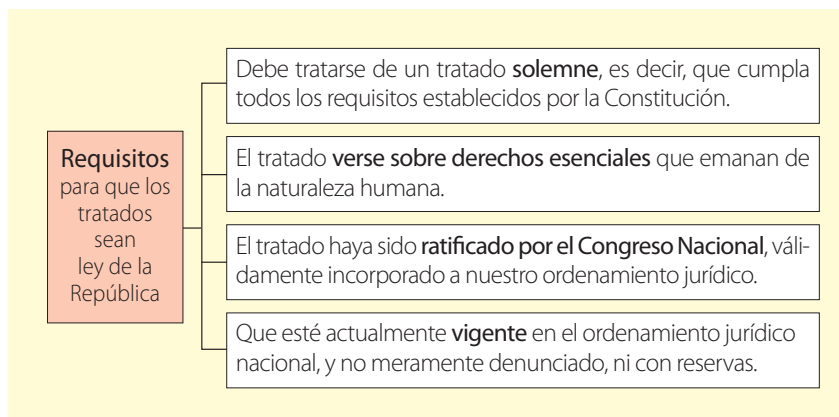 Requisitos
para que los
tratados
sean
ley de la
República
Debe tratarse de un tratado solemne, es decir, que cumpla
todos los requisitos establecidos por la Constitución.
El tratado verse sobre derechos esenciales que emanan de
la naturaleza humana.
El tratado haya sido ratificado por el Congreso Nacional, váli-
damente incorporado a nuestro ordenamiento jurídico.
Que esté actualmente vigente en el ordenamiento jurídico
nacional, y no meramente denunciado, ni con reservas.